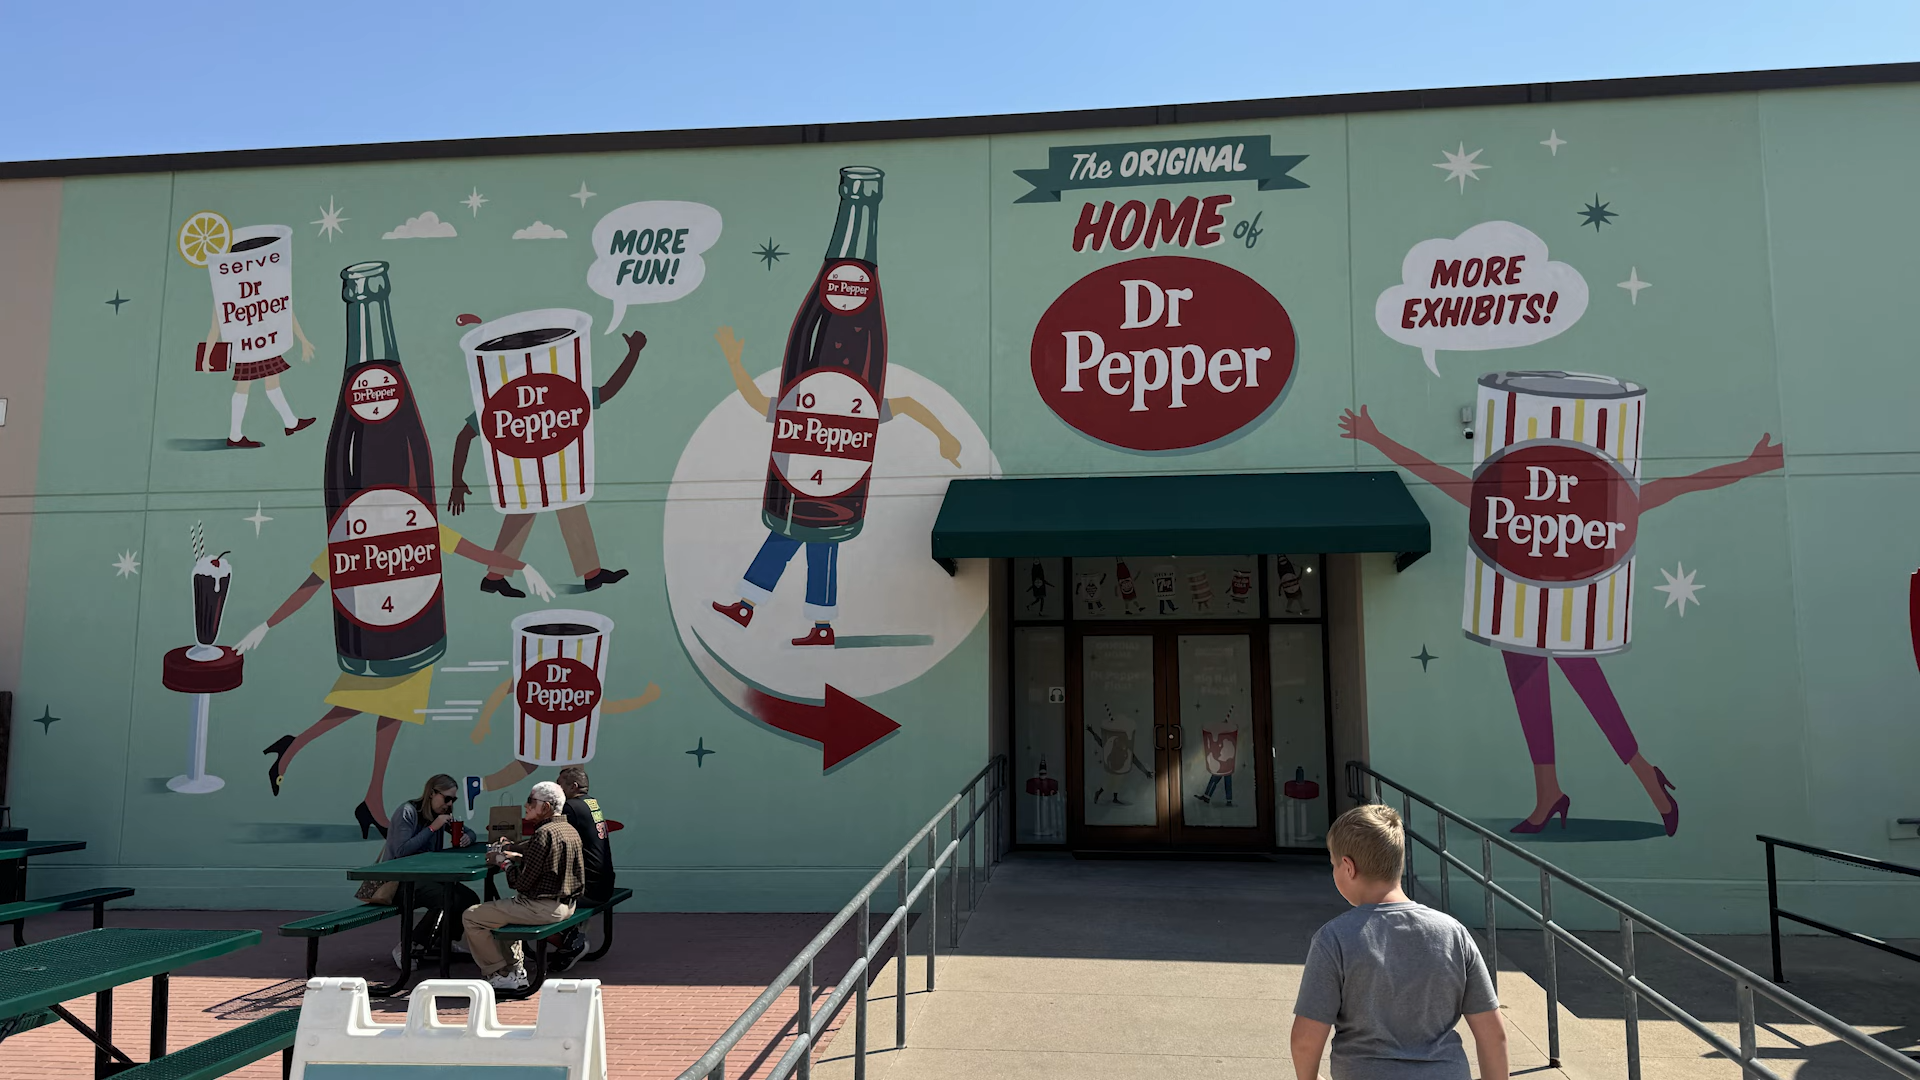 serve
Dr
Pepper
HOT
10 2
Dr Pepper
4
10 2
Dr Pepper
4
Dr
Pepper
MORE
FUN!
Dr
Pepper
10 2
Dr Pepper
4
10 2
Dr Pepper
4
The ORIGINAL
HOME of
Dr
Pepper
MORE
EXHIBITS!
Dr
Pepper